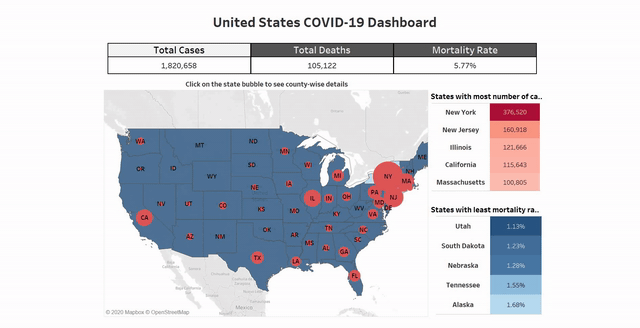 United States COVID-19 Dashboard
Total Cases Total Deaths Mortality Rate
1,820,658 105,122 5.77%
Click on the state bubble to see county-wise details
States with most number of ca..
New York 376,520
New Jersey 160,918
Illinois 121,666
California 115,643
Massachusetts 100,805
States with least mortality ra..
Utah 1.13%
South Dakota 1.23%
Nebraska 1.28%
Tennessee 1.55%
Alaska 1.68%
WA MT ND MN ME
OR ID SD WI MI NH
WY NY MA
NE IA PA
NV UT CO IL IN OH NJ
CA KS MO WV MD DE
KY VA
AZ NM OK AR TN NC
MS AL GA SC
TX LA FL
Mexico
© 2020 Mapbox © OpenStreetMap